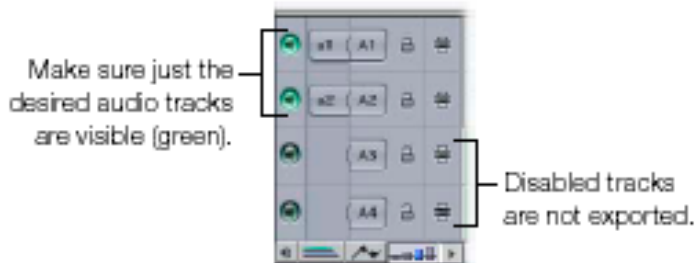 Make sure just the
desired audio tracks
are visible (green).
a1 A1
a2 A2
A3
A4
Disabled tracks
are not exported.